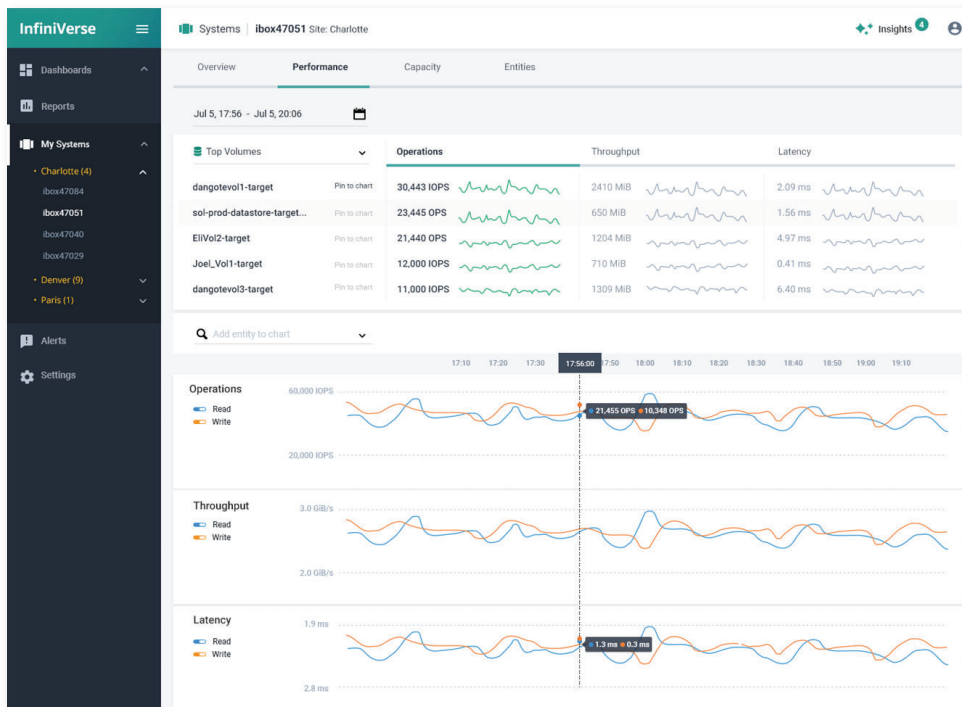 InfiniVerse
Systems | ibox47051 Site: Charlotte
Insights 4
Dashboards
Reports
My Systems
Charlotte (4)
ibox47084
ibox47051
ibox47040
ibox47029
Denver (9)
Paris (1)
Alerts
Settings
Overview Performance Capacity Entities
Jul 5, 17:56 - Jul 5, 20:06
Top Volumes Operations Throughput Latency
dangotevol1-target Pin to chart 30,443 IOPS 2410 MiB 2.09 ms
sol-prod-datastore-target... Pin to chart 23,445 OPS 650 MiB 1.56 ms
EliVol2-target Pin to chart 21,440 OPS 1204 MiB 4.97 ms
Joel_Vol1-target Pin to chart 12,000 IOPS 710 MiB 0.41 ms
dangotevol3-target Pin to chart 11,000 IOPS 1309 MiB 6.40 ms
Add entity to chart
17:10 17:20 17:30 17:56:00 17:50 18:00 18:10 18:20 18:30 18:40 18:50 19:00 19:10
Operations
Read
Write
60,000 IOPS
21,455 OPS 10,348 OPS
20,000 IOPS
Throughput
Read
Write
3.0 GiB/s
2.0 GiB/s
Latency
Read
Write
1.9 ms
1.3 ms 0.3 ms
2.8 ms